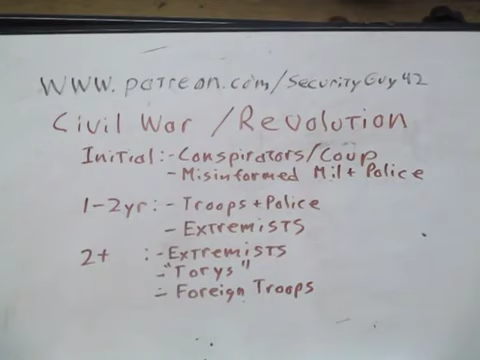 www.patreon.com/SecurityGuy42
Civil War / Revolution
Initial: - Conspirators/Coup
- Misinformed Mil + Police
1-2yr: - Troops + Police
- Extremists
2+ : - Extremists
- "Torys"
- Foreign Troops